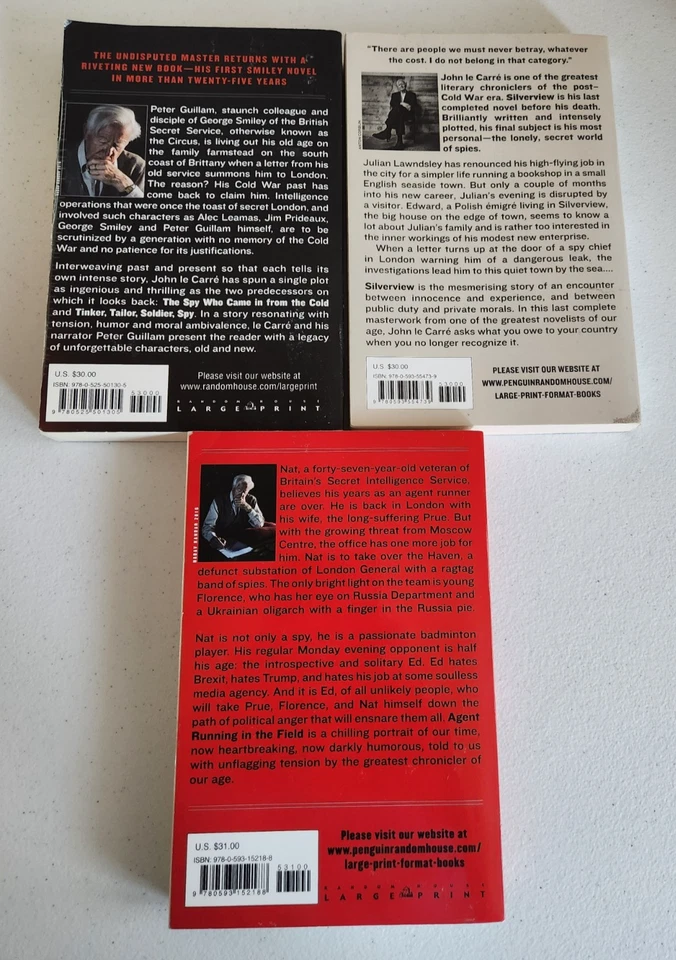 THE UNDISPUTED MASTER RETURNS WITH A
RIVETING NEW BOOK—HIS FIRST SMILEY NOVEL
IN MORE THAN TWENTY-FIVE YEARS
Peter Guillam, staunch colleague and
disciple of George Smiley of the British
Secret Service, otherwise known as
the Circus, is living out his old age on
the family farmstead on the south
coast of Brittany when a letter from his
old service summons him to London.
The reason? His Cold War past has
come back to claim him. Intelligence
operations that were once the toast of secret London, and
involved such characters as Alec Leamas, Jim Prideaux,
George Smiley and Peter Guillam himself, are to be
scrutinized by a generation with no memory of the Cold
War and no patience for its justifications.
Interweaving past and present so that each tells its
own intense story, John le Carré has spun a single plot
as ingenious and thrilling as the two predecessors on
which it looks back: The Spy Who Came in from the Cold
and Tinker, Tailor, Soldier, Spy. In a story resonating with
tension, humor and moral ambivalence, le Carré and his
narrator Peter Guillam present the reader with a legacy
of unforgettable characters, old and new.
U.S. $30.00
ISBN: 978-0-525-50130-5
53000
9 780525 501305
Please visit our website at
www.randomhouse.com/largeprint
RANDOM HOUSE
LARGE PRINT
"There are people we must never betray, whatever
the cost. I do not belong in that category."
John le Carré is one of the greatest
literary chroniclers of the post–
Cold War era. Silverview is his last
completed novel before his death.
Brilliantly written and intensely
plotted, his final subject is his most
personal—the lonely, secret world
of spies.
Julian Lawndsley has renounced his high-flying job in
the city for a simpler life running a bookshop in a small
English seaside town. But only a couple of months
into his new career, Julian's evening is disrupted by
a visitor. Edward, a Polish émigré living in Silverview,
the big house on the edge of town, seems to know a
lot about Julian's family and is rather too interested in
the inner workings of his modest new enterprise.
When a letter turns up at the door of a spy chief
in London warning him of a dangerous leak, the
investigations lead him to this quiet town by the sea....
Silverview is the mesmerising story of an encounter
between innocence and experience, and between
public duty and private morals. In this last complete
masterwork from one of the greatest novelists of our
age, John le Carré asks what you owe to your country
when you no longer recognize it.
U.S. $30.00
ISBN: 978-0-593-55473-9
53000
9 780593 554739
PLEASE VISIT OUR WEBSITE AT
WWW.PENGUINRANDOMHOUSE.COM/
LARGE-PRINT-FORMAT-BOOKS
Nat, a forty-seven-year-old veteran of
Britain's Secret Intelligence Service,
believes his years as an agent runner
are over. He is back in London with
his wife, the long-suffering Prue. But
with the growing threat from Moscow
Centre, the office has one more job for
him. Nat is to take over the Haven, a
defunct substation of London General with a ragtag
band of spies. The only bright light on the team is young
Florence, who has her eye on Russia Department and
a Ukrainian oligarch with a finger in the Russia pie.
Nat is not only a spy, he is a passionate badminton
player. His regular Monday evening opponent is half
his age: the introspective and solitary Ed. Ed hates
Brexit, hates Trump, and hates his job at some soulless
media agency. And it is Ed, of all unlikely people, who
will take Prue, Florence, and Nat himself down the
path of political anger that will ensnare them all. Agent
Running in the Field is a chilling portrait of our time,
now heartbreaking, now darkly humorous, told to us
with unflagging tension by the greatest chronicler of
our age.
U.S. $31.00
ISBN: 978-0-593-15218-8
53100
9 780593 152188
Please visit our website at
www.penguinrandomhouse.com/
large-print-format-books
RANDOM HOUSE
LARGE PRINT